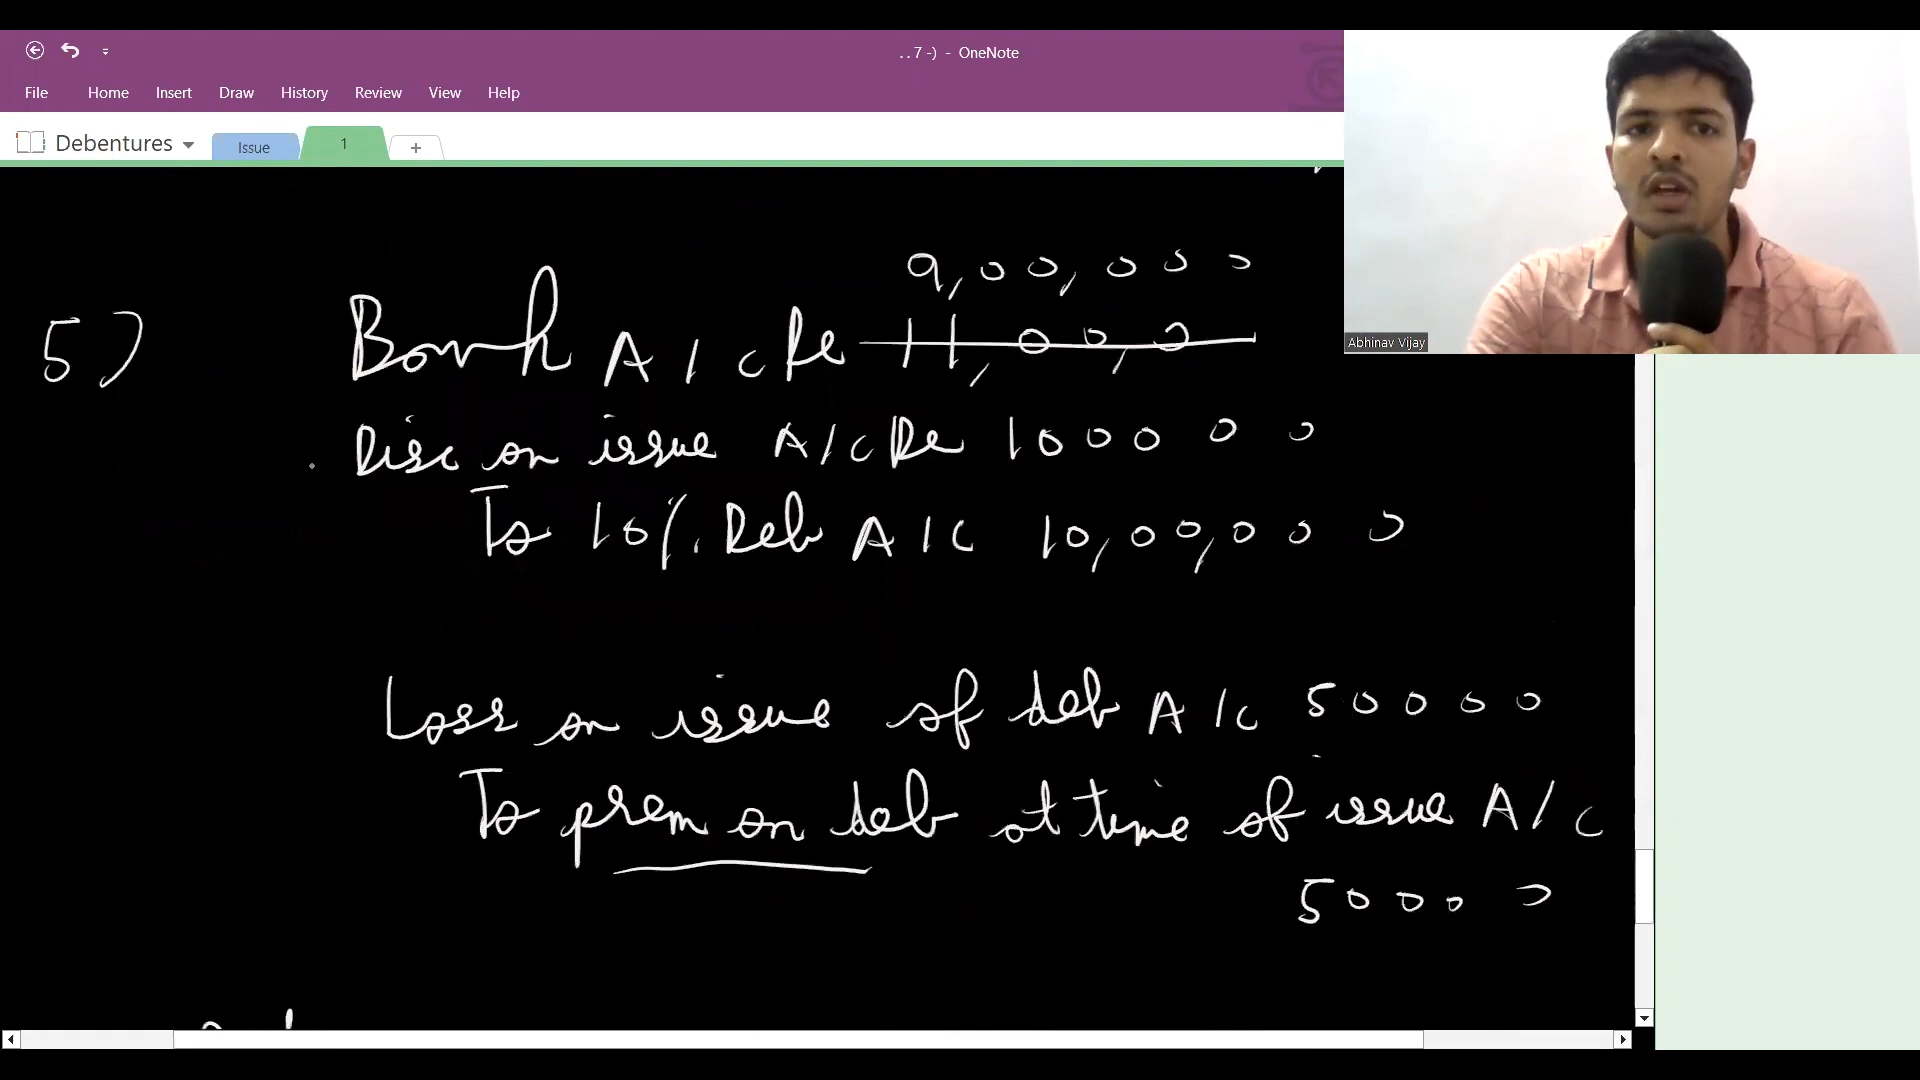 . . 7 -) - OneNote
File Home Insert Draw History Review View Help
Debentures Issue 1 +
Abhinav Vijay
9,00,000
5) Bank A/c Dr 11,00,0
Disc on issue A/c Dr 100000
To 10% Deb A/C 10,00,000
Loss on issue of deb A/c 50000
To prem on deb at time of issue A/c
50000